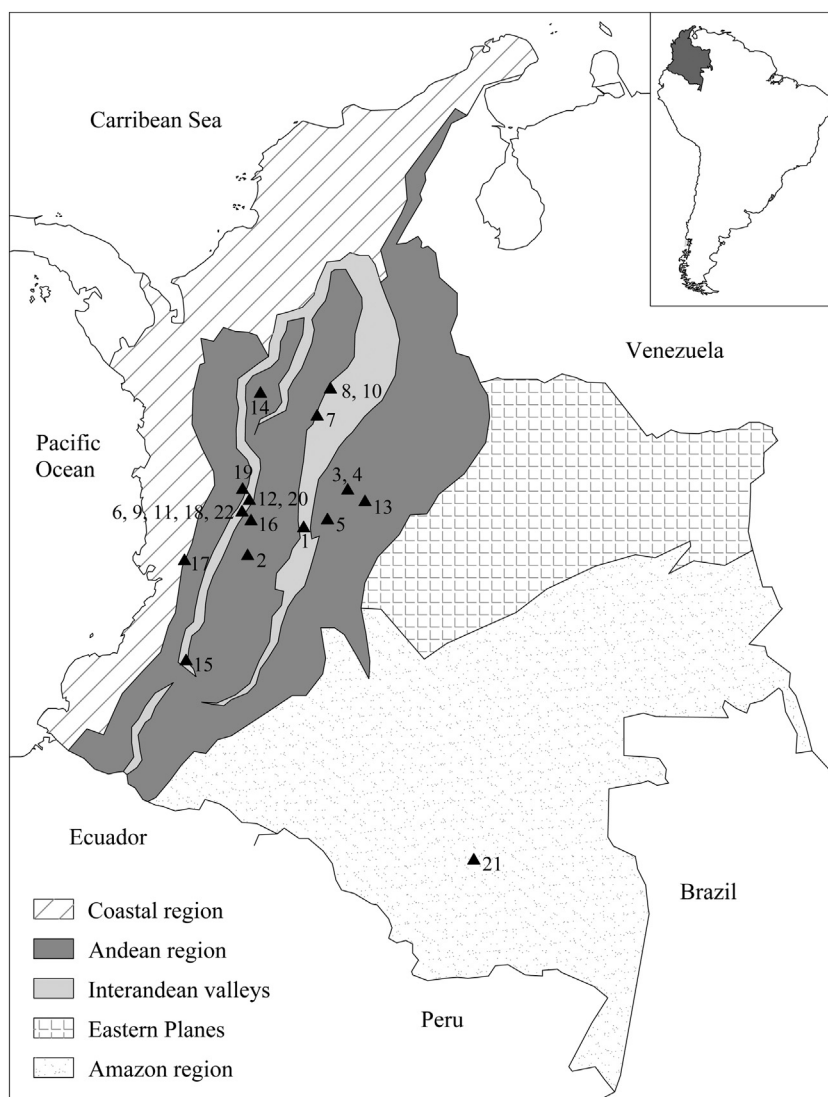 Carribean Sea
Venezuela
Pacific
Ocean
8, 10
14
7
19
3, 4
12, 20
13
6, 9, 11, 18, 22
16
5
1
2
17
15
Ecuador
21
Brazil
Coastal region
Andean region
Interandean valleys
Eastern Planes
Peru
Amazon region